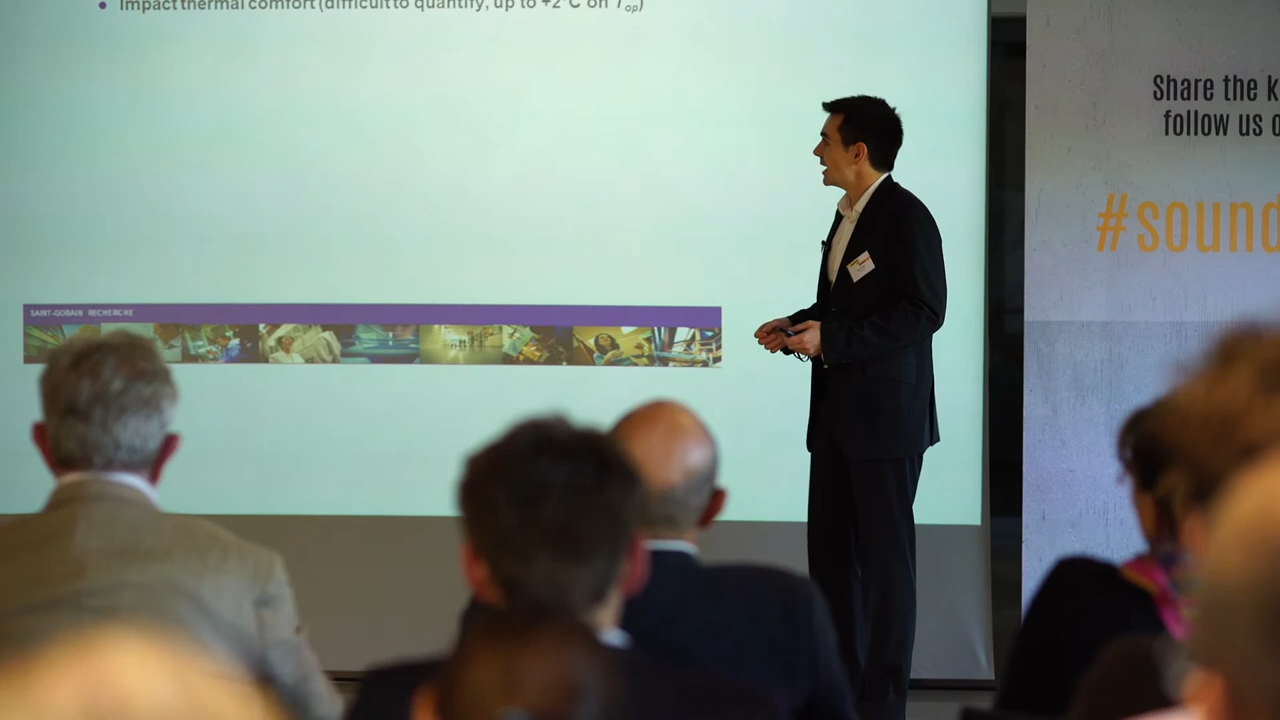 • Impact thermal comfort (difficult to quantify, up to +2°C on Top)
Share the k
follow us o
#sound
SAINT-GOBAIN RECHERCHE